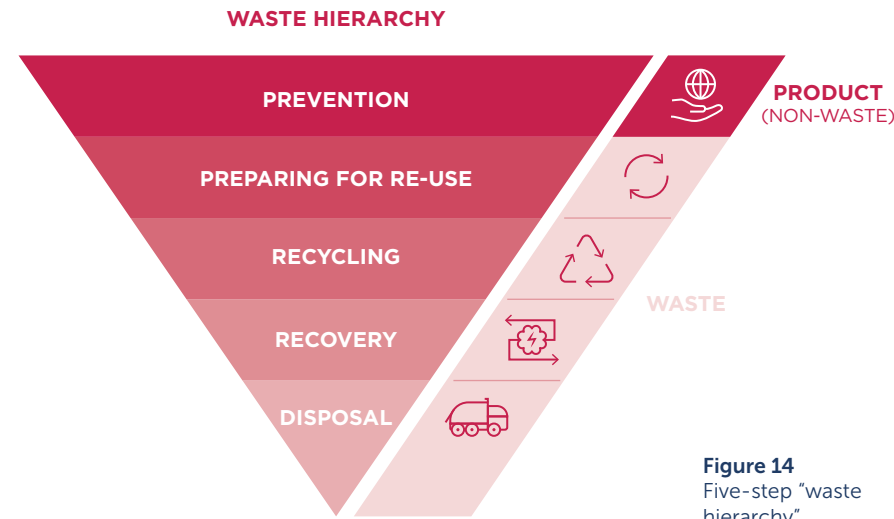 WASTE HIERARCHY
PREVENTION
PRODUCT
(NON-WASTE)
PREPARING FOR RE-USE
RECYCLING
WASTE
RECOVERY
DISPOSAL
Figure 14
Five-step "waste
hierarchy"